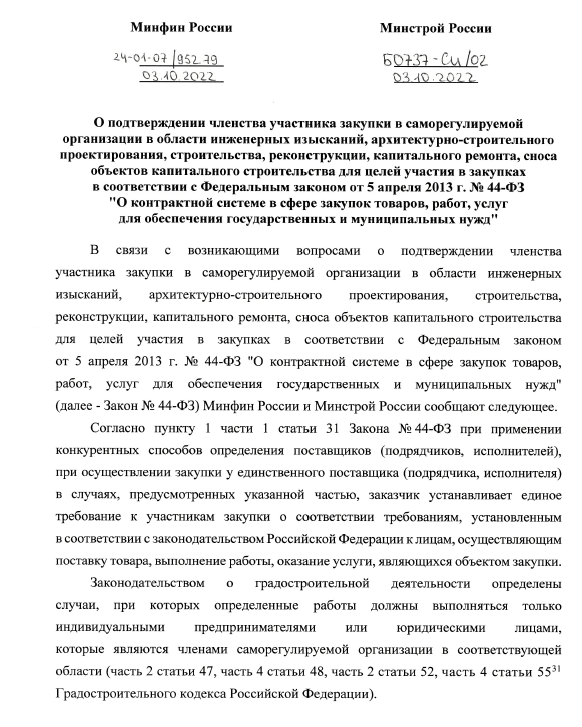 Минфин России Минстрой России
24-01-07/95279 60737-СИ/02
03.10.2022 03.10.2022
О подтверждении членства участника закупки в саморегулируемой
организации в области инженерных изысканий, архитектурно-строительного
проектирования, строительства, реконструкции, капитального ремонта, сноса
объектов капитального строительства для целей участия в закупках
в соответствии с Федеральным законом от 5 апреля 2013 г. № 44-ФЗ
"О контрактной системе в сфере закупок товаров, работ, услуг
для обеспечения государственных и муниципальных нужд"
В связи с возникающими вопросами о подтверждении членства
участника закупки в саморегулируемой организации в области инженерных
изысканий, архитектурно-строительного проектирования, строительства,
реконструкции, капитального ремонта, сноса объектов капитального строительства
для целей участия в закупках в соответствии с Федеральным законом
от 5 апреля 2013 г. № 44-ФЗ "О контрактной системе в сфере закупок товаров,
работ, услуг для обеспечения государственных и муниципальных нужд"
(далее - Закон № 44-ФЗ) Минфин России и Минстрой России сообщают следующее.
Согласно пункту 1 части 1 статьи 31 Закона № 44-ФЗ при применении
конкурентных способов определения поставщиков (подрядчиков, исполнителей),
при осуществлении закупки у единственного поставщика (подрядчика, исполнителя)
в случаях, предусмотренных указанной частью, заказчик устанавливает единое
требование к участникам закупки о соответствии требованиям, установленным
в соответствии с законодательством Российской Федерации к лицам, осуществляющим
поставку товара, выполнение работы, оказание услуги, являющихся объектом закупки.
Законодательством о градостроительной деятельности определены
случаи, при которых определенные работы должны выполняться только
индивидуальными предпринимателями или юридическими лицами,
которые являются членами саморегулируемой организации в соответствующей
области (часть 2 статьи 47, часть 4 статьи 48, часть 2 статьи 52, часть 4 статьи 55³¹
Градостроительного кодекса Российской Федерации).